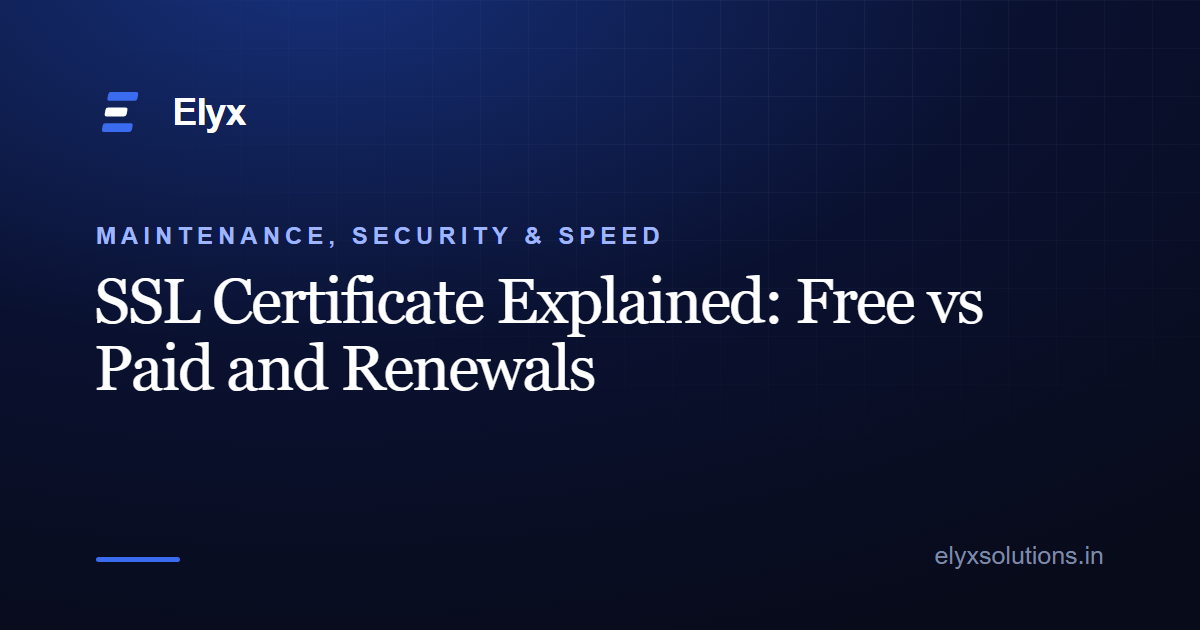 Elyx
MAINTENANCE, SECURITY & SPEED
SSL Certificate Explained: Free vs
Paid and Renewals
elyxsolutions.in